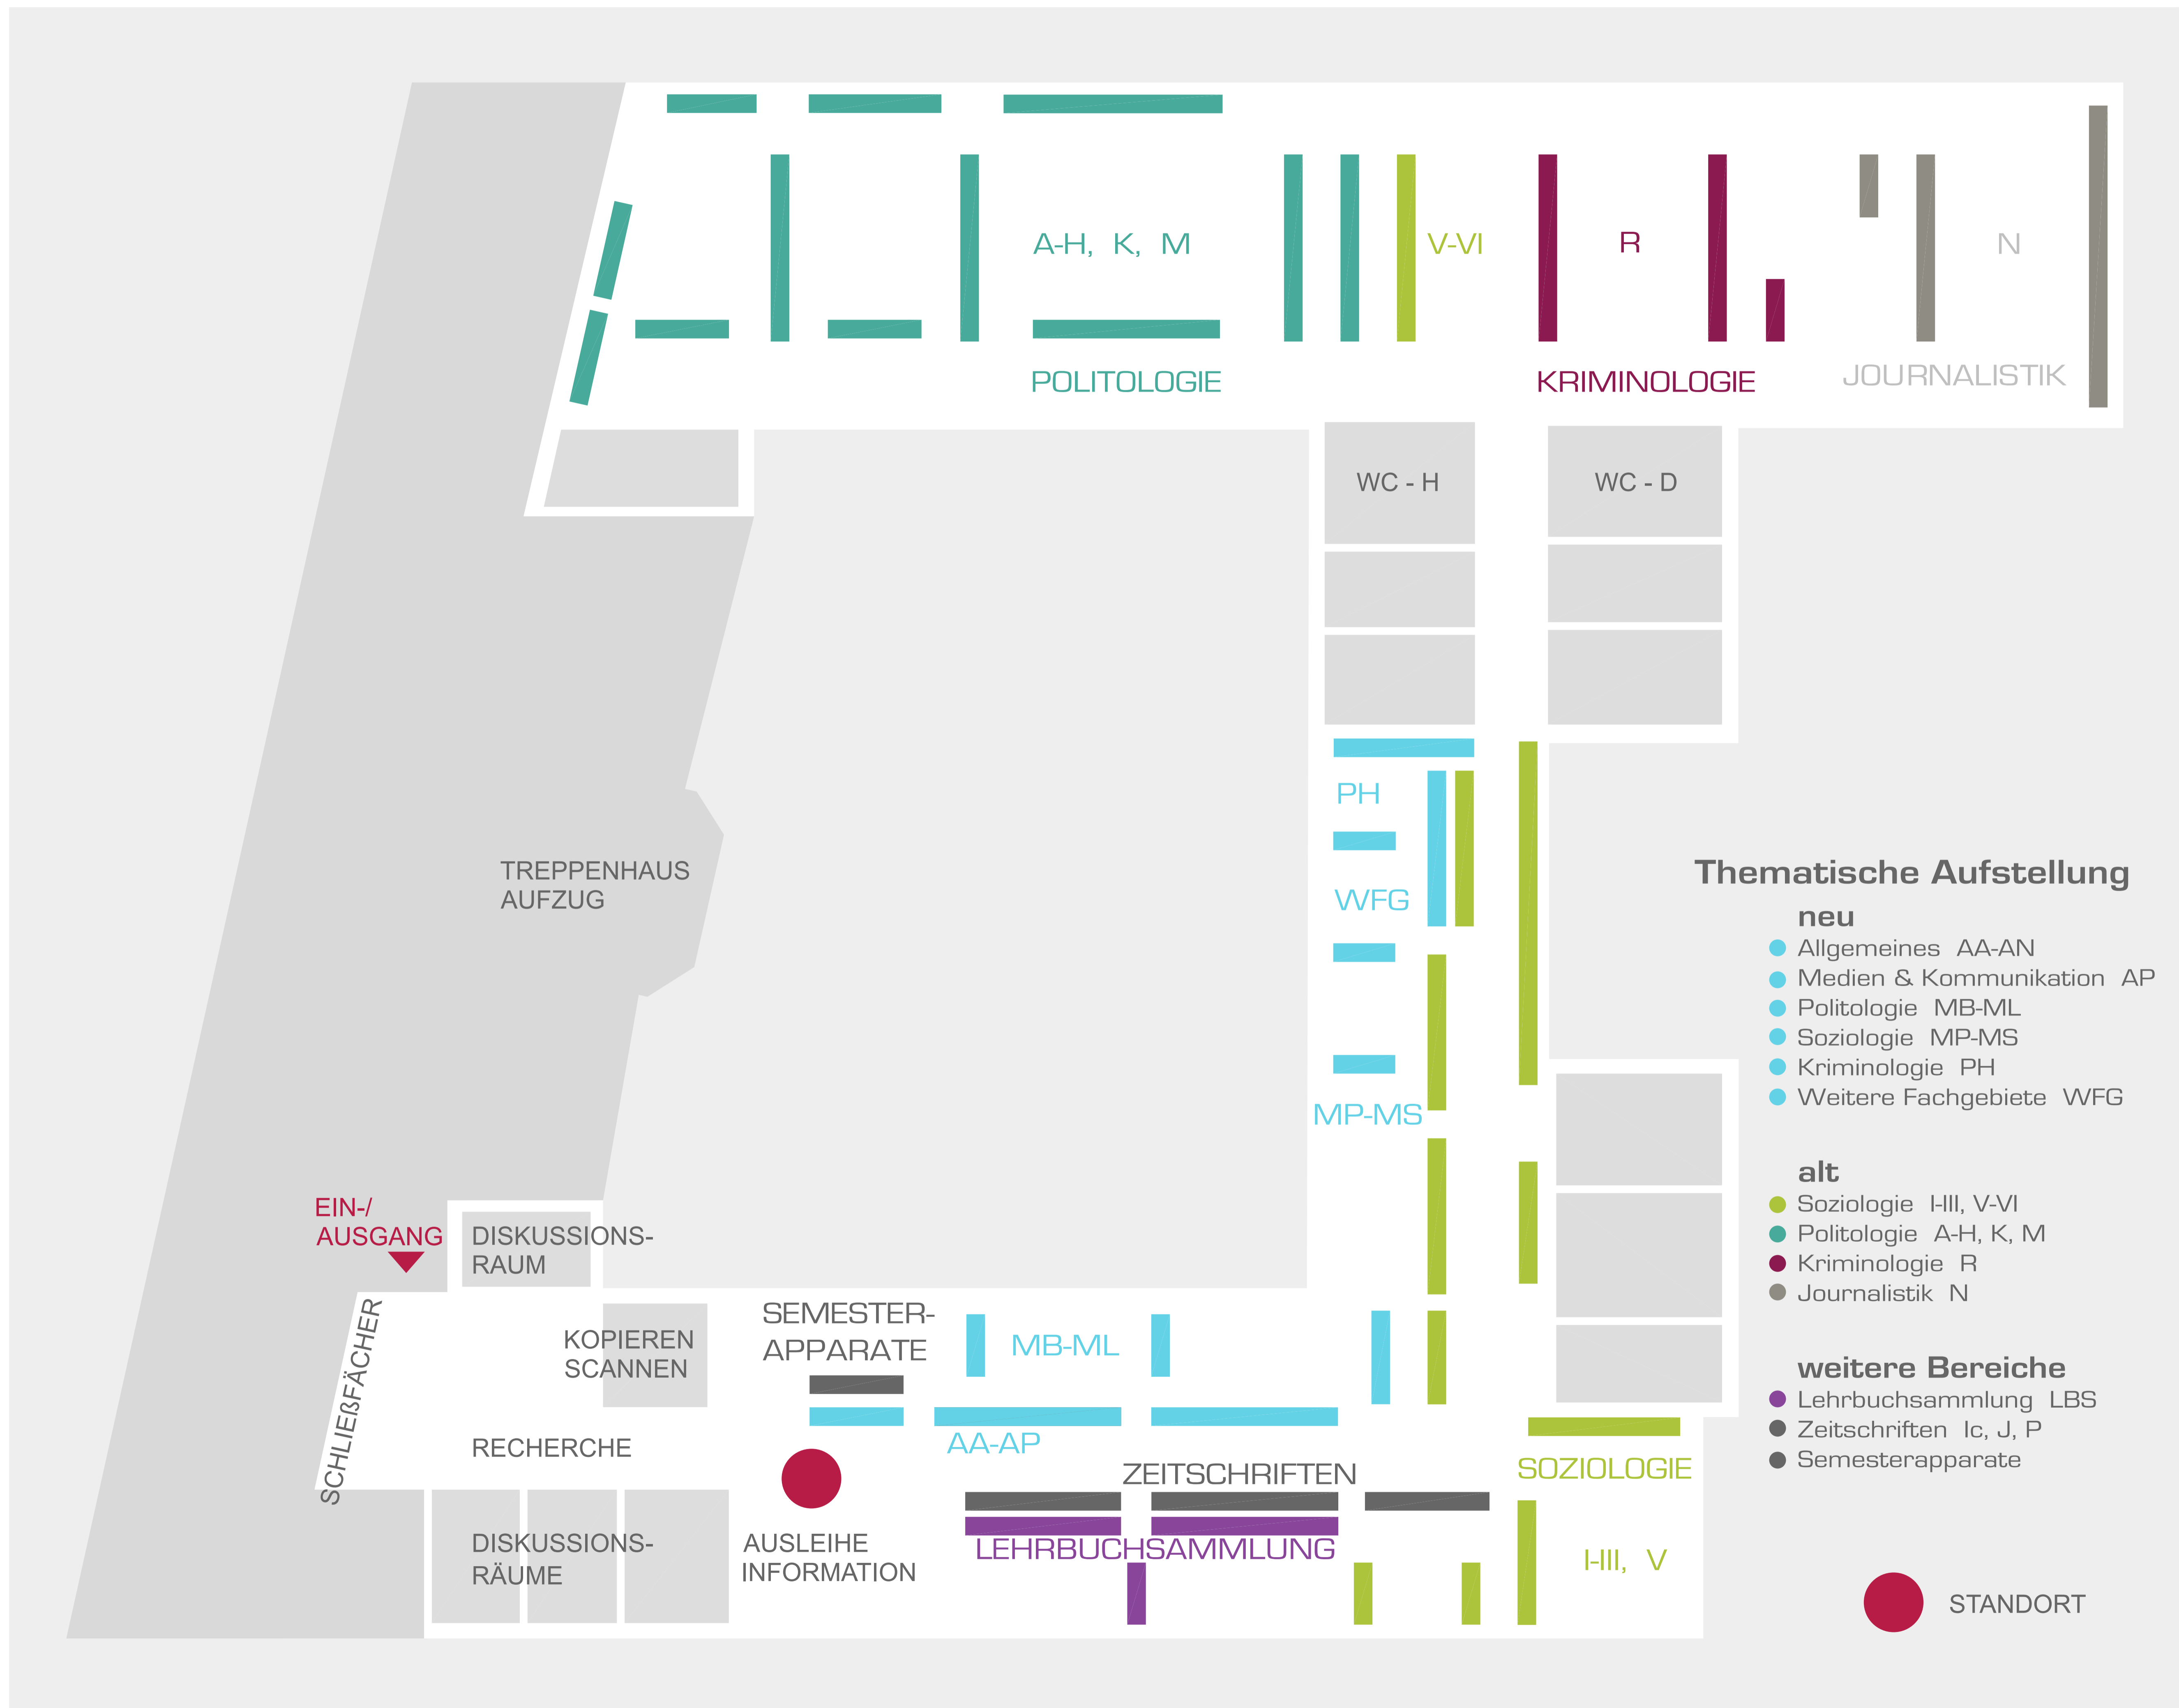 A-H, K, M
V-VI
R
N
POLITOLOGIE
KRIMINOLOGIE
JOURNALISTIK
WC - H
WC - D
PH
WFG
MP-MS
TREPPENHAUS
AUFZUG
EIN-/
AUSGANG
DISKUSSIONS-
RAUM
SCHLIEßFÄCHER
KOPIEREN
SCANNEN
SEMESTER-
APPARATE
MB-ML
AA-AP
RECHERCHE
ZEITSCHRIFTEN
SOZIOLOGIE
DISKUSSIONS-
RÄUME
AUSLEIHE
INFORMATION
LEHRBUCHSAMMLUNG
I-III, V
Thematische Aufstellung
neu
Allgemeines AA-AN
Medien & Kommunikation AP
Politologie MB-ML
Soziologie MP-MS
Kriminologie PH
Weitere Fachgebiete WFG
alt
Soziologie I-III, V-VI
Politologie A-H, K, M
Kriminologie R
Journalistik N
weitere Bereiche
Lehrbuchsammlung LBS
Zeitschriften Ic, J, P
Semesterapparate
STANDORT